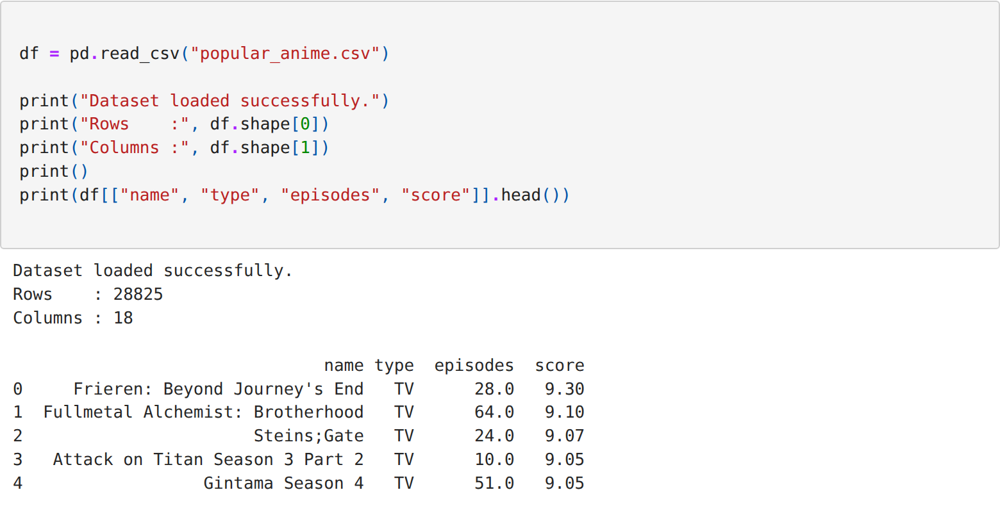 df = pd.read_csv("popular_anime.csv")
print("Dataset loaded successfully.")
print("Rows    :", df.shape[0])
print("Columns :", df.shape[1])
print()
print(df[["name", "type", "episodes", "score"]].head())
Dataset loaded successfully.
Rows    : 28825
Columns : 18
                               name type  episodes  score
0     Frieren: Beyond Journey's End   TV      28.0   9.30
1  Fullmetal Alchemist: Brotherhood   TV      64.0   9.10
2                       Steins;Gate   TV      24.0   9.07
3   Attack on Titan Season 3 Part 2   TV      10.0   9.05
4                  Gintama Season 4   TV      51.0   9.05